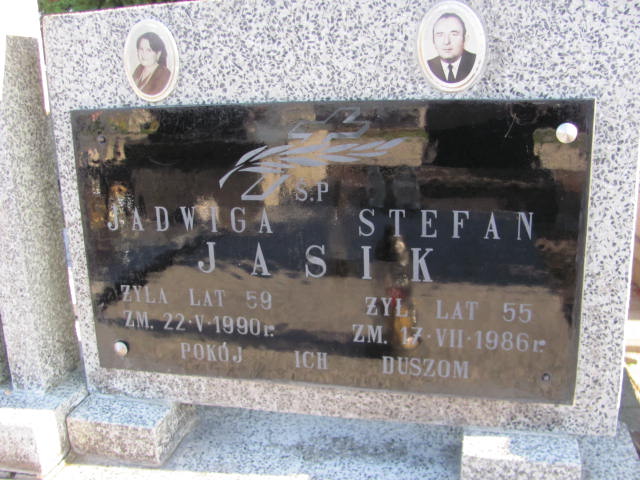 Ś.P
JADWIGA STEFAN
JASIK
ŻYŁA LAT 59 ŻYŁ LAT 55
ZM. 22·V·1990r. ZM. 17·VII·1986r.
POKÓJ ICH DUSZOM